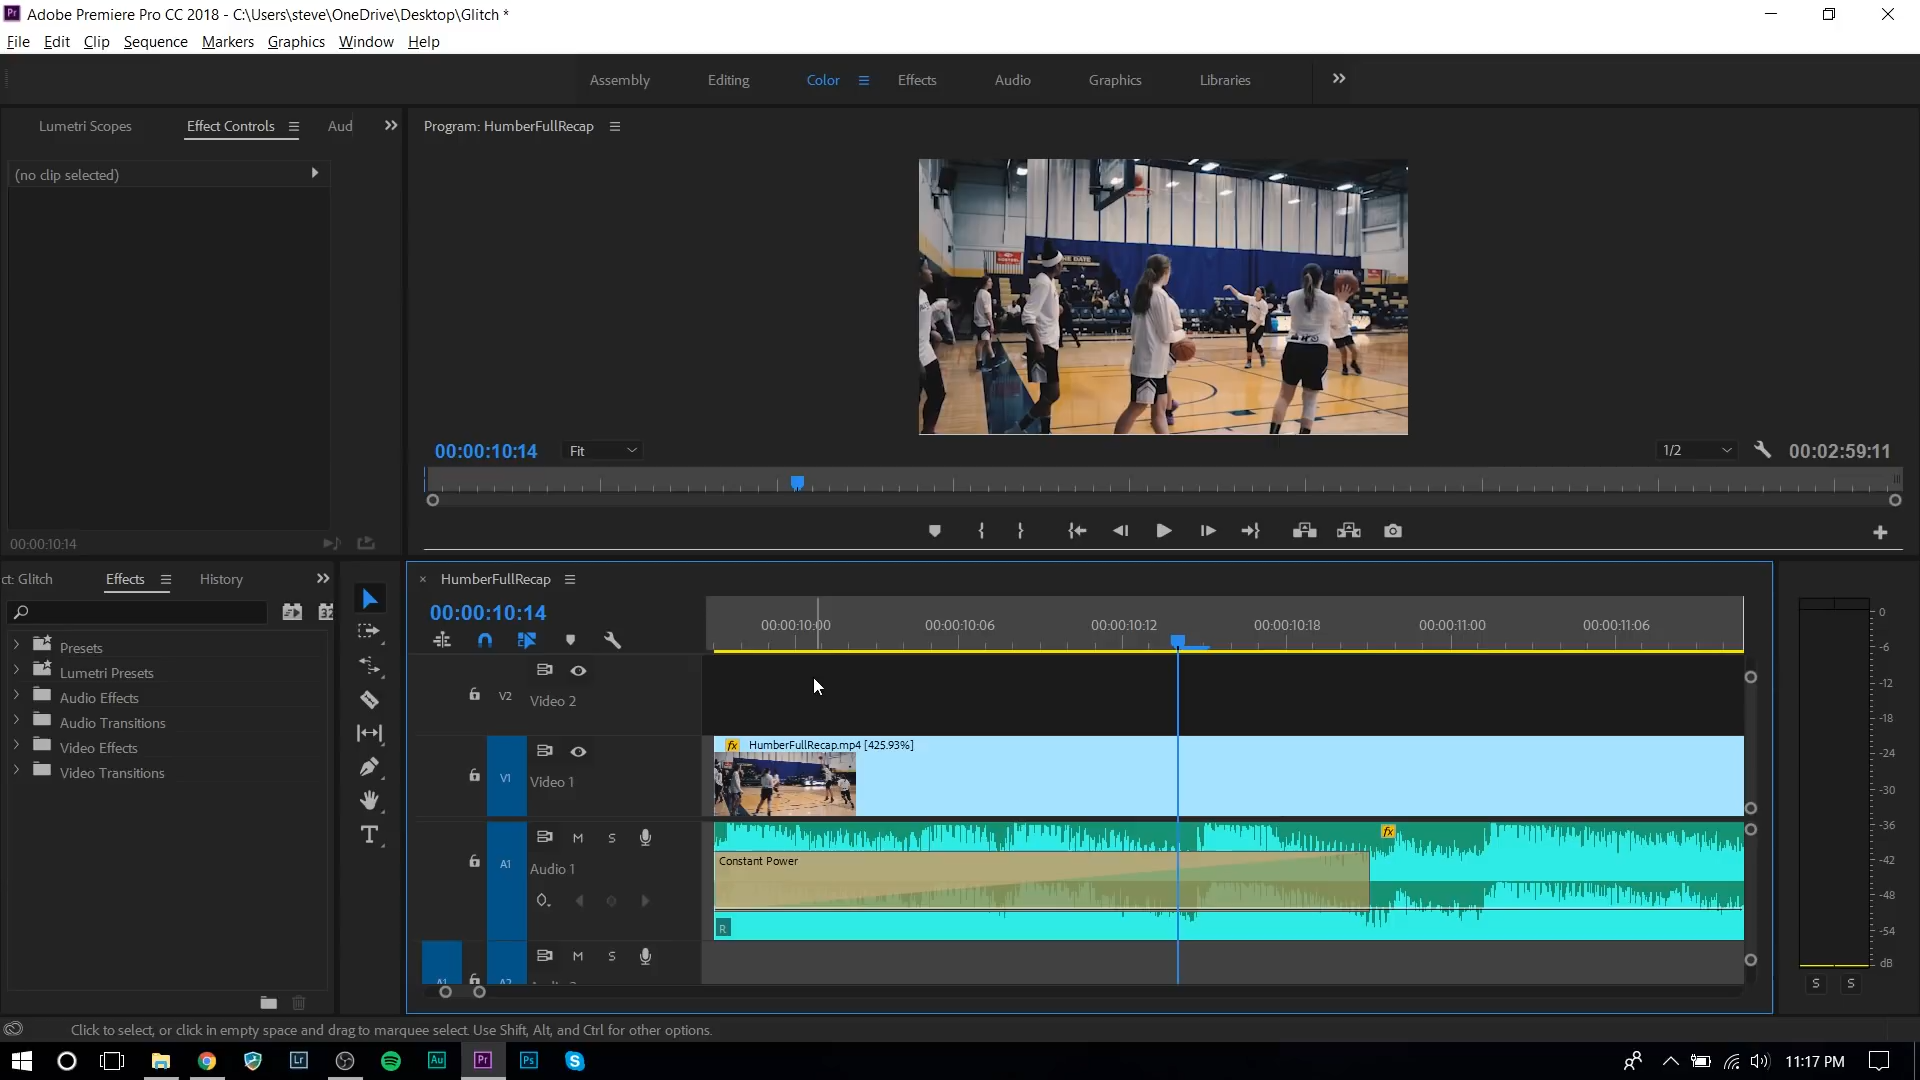 Adobe Premiere Pro CC 2018 - C:\Users\steve\OneDrive\Desktop\Glitch *
File Edit Clip Sequence Markers Graphics Window Help
Assembly Editing Color Effects Audio Graphics Libraries
Lumetri Scopes Effect Controls Aud
Program: HumberFullRecap
(no clip selected)
00:00:10:14 Fit 1/2 00:02:59:11
00:00:10:14
ct: Glitch Effects History
HumberFullRecap
00:00:10:14
00:00:10:00 00:00:10:06 00:00:10:12 00:00:10:18 00:00:11:00 00:00:11:06
Presets
Lumetri Presets
Audio Effects
Audio Transitions
Video Effects
Video Transitions
V2 Video 2
fx HumberFullRecap.mp4 [425.93%]
V1 Video 1
M S
fx
Constant Power
A1 Audio 1
R
M S
A1 A2
0
-6
-12
-18
-24
-30
-36
-42
-48
-54
dB
S S
Click to select, or click in empty space and drag to marquee select. Use Shift, Alt, and Ctrl for other options.
Lr Au Pr Ps S 11:17 PM